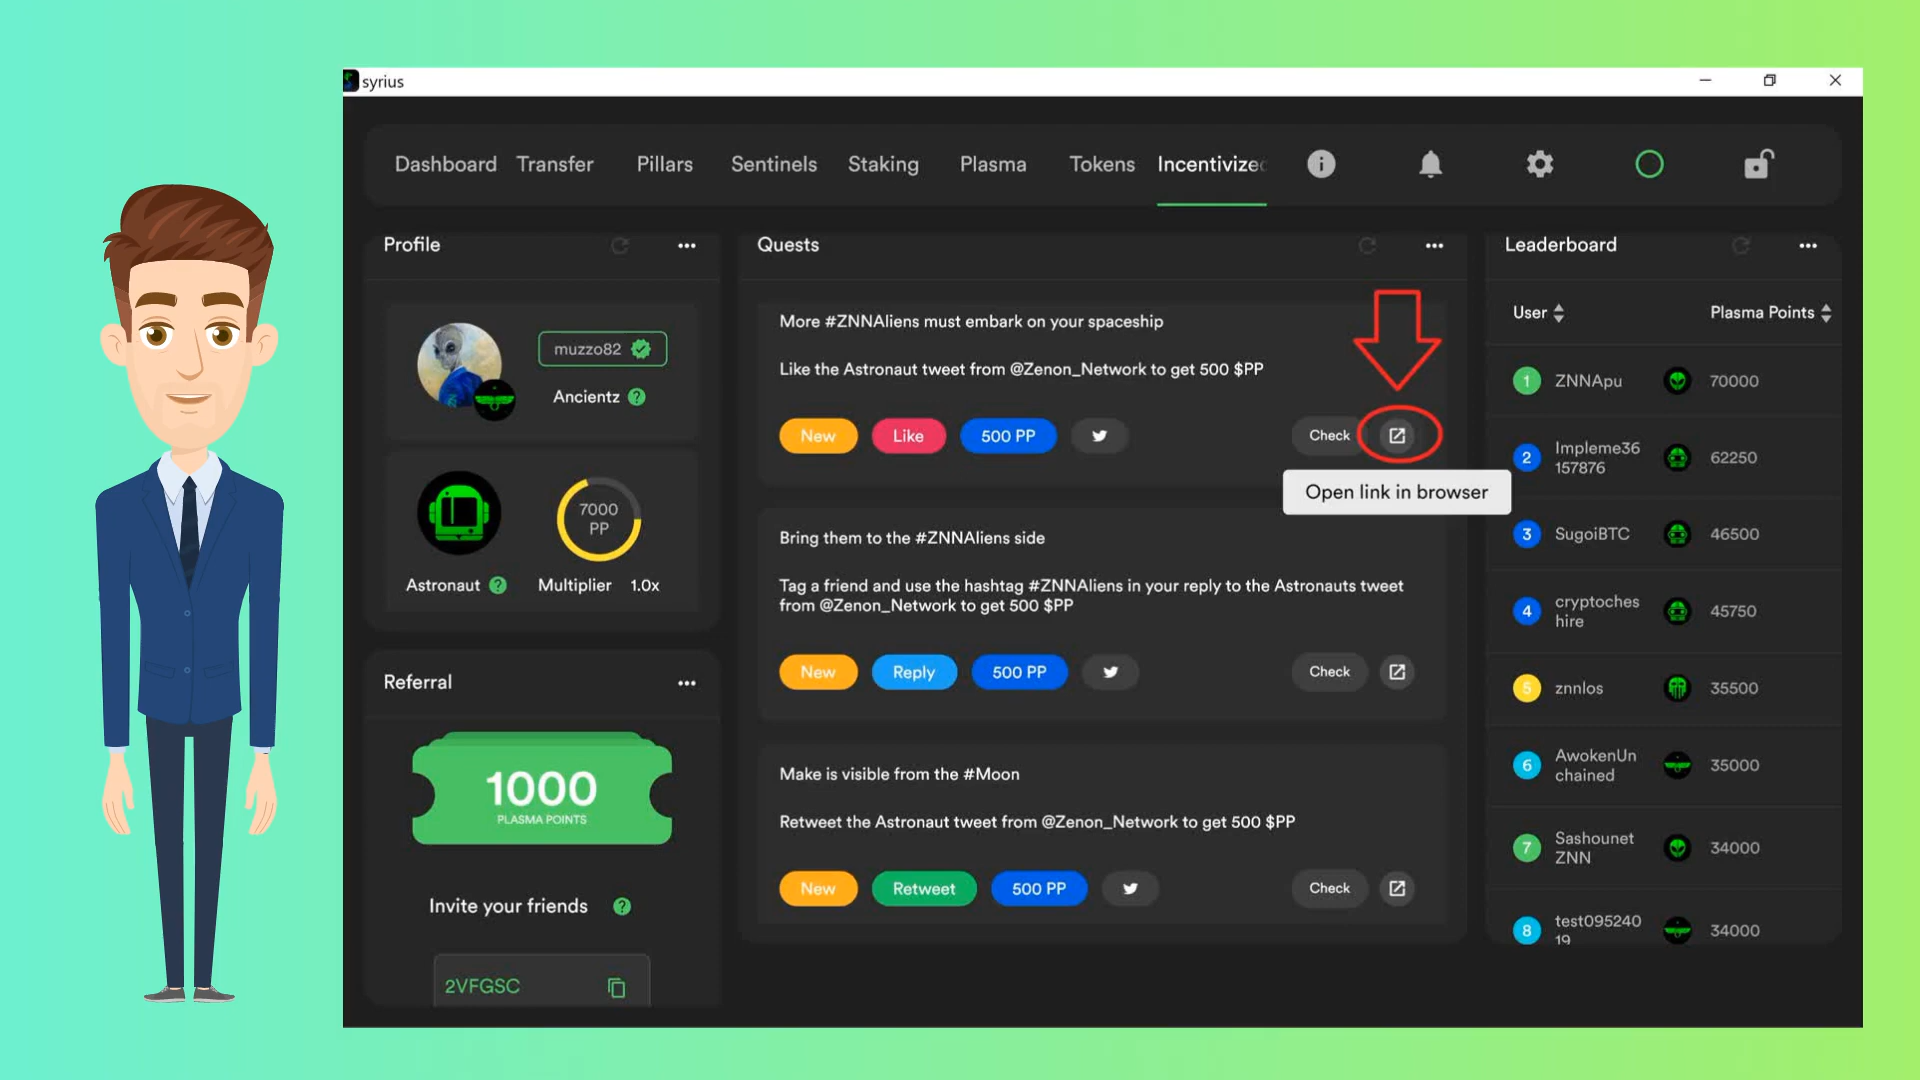 syrius
Dashboard Transfer Pillars Sentinels Staking Plasma Tokens Incentivized
Profile
muzzo82
Ancientz ?
7000
PP
Astronaut ? Multiplier 1.0x
Referral
1000
PLASMA POINTS
Invite your friends ?
2VFGSC
Quests
More #ZNNAliens must embark on your spaceship
Like the Astronaut tweet from @Zenon_Network to get 500 $PP
New Like 500 PP Check
Open link in browser
Bring them to the #ZNNAliens side
Tag a friend and use the hashtag #ZNNAliens in your reply to the Astronauts tweet
from @Zenon_Network to get 500 $PP
New Reply 500 PP Check
Make is visible from the #Moon
Retweet the Astronaut tweet from @Zenon_Network to get 500 $PP
New Retweet 500 PP Check
Leaderboard
User Plasma Points
1 ZNNApu 70000
2 Impleme36
157876 62250
3 SugoiBTC 46500
4 cryptoches
hire 45750
5 znnlos 35500
6 AwokenUn
chained 35000
7 Sashounet
ZNN 34000
8 test095240
19 34000